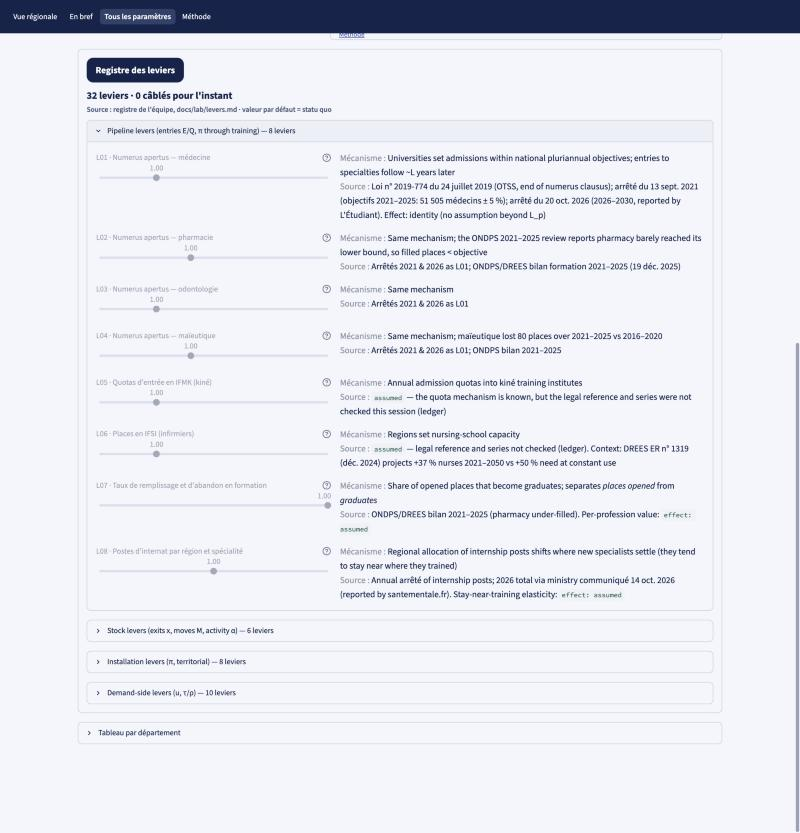 Vue régionale En bref Tous les paramètres Méthode
Méthode
Registre des leviers
32 leviers · 0 câblés pour l'instant
Source : registre de l'équipe, docs/lab/levers.md · valeur par défaut = statu quo
Pipeline levers (entries E/Q, π through training) — 8 leviers
L01 · Numerus apertus — médecine
1.00
Mécanisme : Universities set admissions within national pluriannual objectives; entries to
specialties follow ~L years later
Source : Loi n° 2019-774 du 24 juillet 2019 (OTSS, end of numerus clausus); arrêté du 13 sept. 2021
(objectifs 2021–2025: 51 505 médecins ± 5 %); arrêté du 20 oct. 2026 (2026–2030, reported by
L'Étudiant). Effect: identity (no assumption beyond L_p)
L02 · Numerus apertus — pharmacie
1.00
Mécanisme : Same mechanism; the ONDPS 2021–2025 review reports pharmacy barely reached its
lower bound, so filled places < objective
Source : Arrêtés 2021 & 2026 as L01; ONDPS/DREES bilan formation 2021–2025 (19 déc. 2025)
L03 · Numerus apertus — odontologie
1.00
Mécanisme : Same mechanism
Source : Arrêtés 2021 & 2026 as L01
L04 · Numerus apertus — maïeutique
1.00
Mécanisme : Same mechanism; maïeutique lost 80 places over 2021–2025 vs 2016–2020
Source : Arrêtés 2021 & 2026 as L01; ONDPS bilan 2021–2025
L05 · Quotas d'entrée en IFMK (kiné)
1.00
Mécanisme : Annual admission quotas into kiné training institutes
Source : assumed — the quota mechanism is known, but the legal reference and series were not
checked this session (ledger)
L06 · Places en IFSI (infirmiers)
1.00
Mécanisme : Regions set nursing-school capacity
Source : assumed — legal reference and series not checked (ledger). Context: DREES ER n° 1319
(déc. 2024) projects +37 % nurses 2021–2050 vs +50 % need at constant use
L07 · Taux de remplissage et d'abandon en formation
1.00
Mécanisme : Share of opened places that become graduates; separates places opened from
graduates
Source : ONDPS/DREES bilan 2021–2025 (pharmacy under-filled). Per-profession value: effect:
assumed
L08 · Postes d'internat par région et spécialité
1.00
Mécanisme : Regional allocation of internship posts shifts where new specialists settle (they tend
to stay near where they trained)
Source : Annual arrêté of internship posts; 2026 total via ministry communiqué 14 oct. 2026
(reported by santementale.fr). Stay-near-training elasticity: effect: assumed
Stock levers (exits x, moves M, activity α) — 6 leviers
Installation levers (π, territorial) — 8 leviers
Demand-side levers (u, τ/ρ) — 10 leviers
Tableau par département